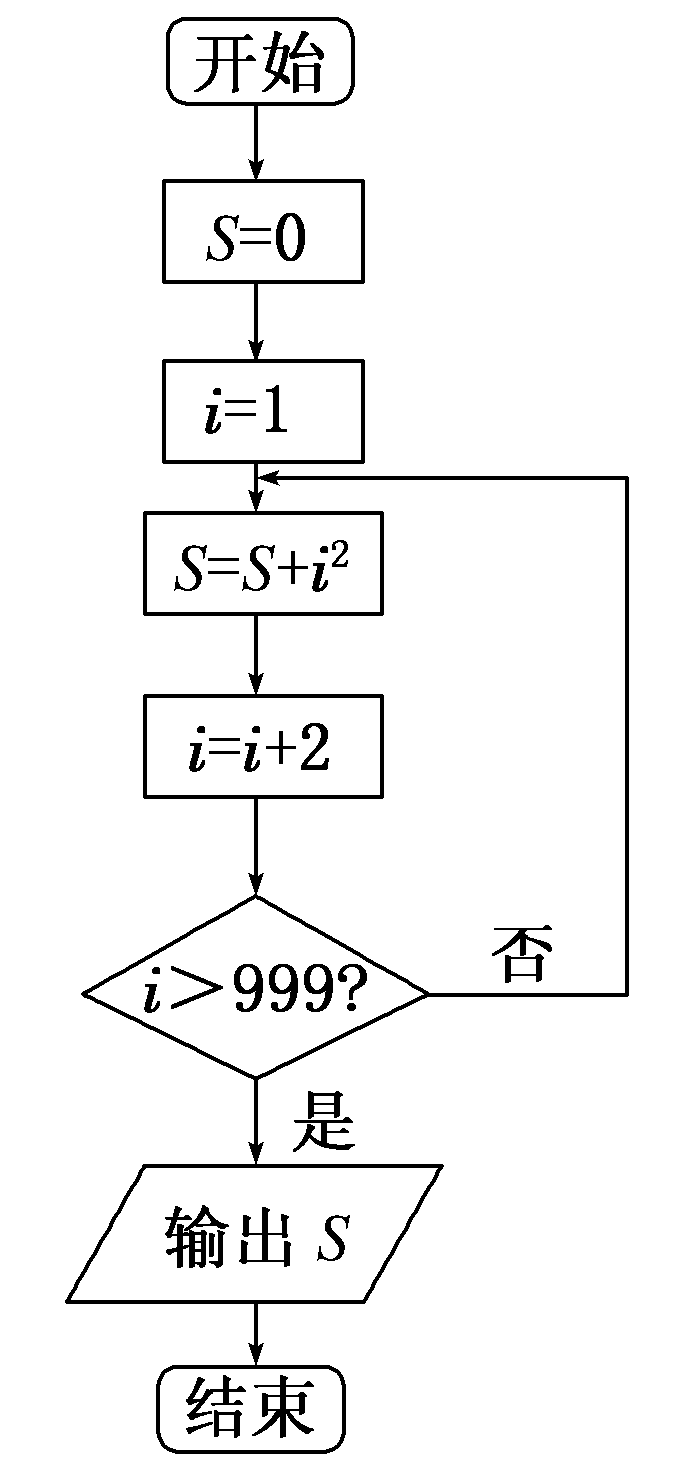 开始
S=0
i=1
S=S+i²
i=i+2
i>999?
否
是
输出 S
结束